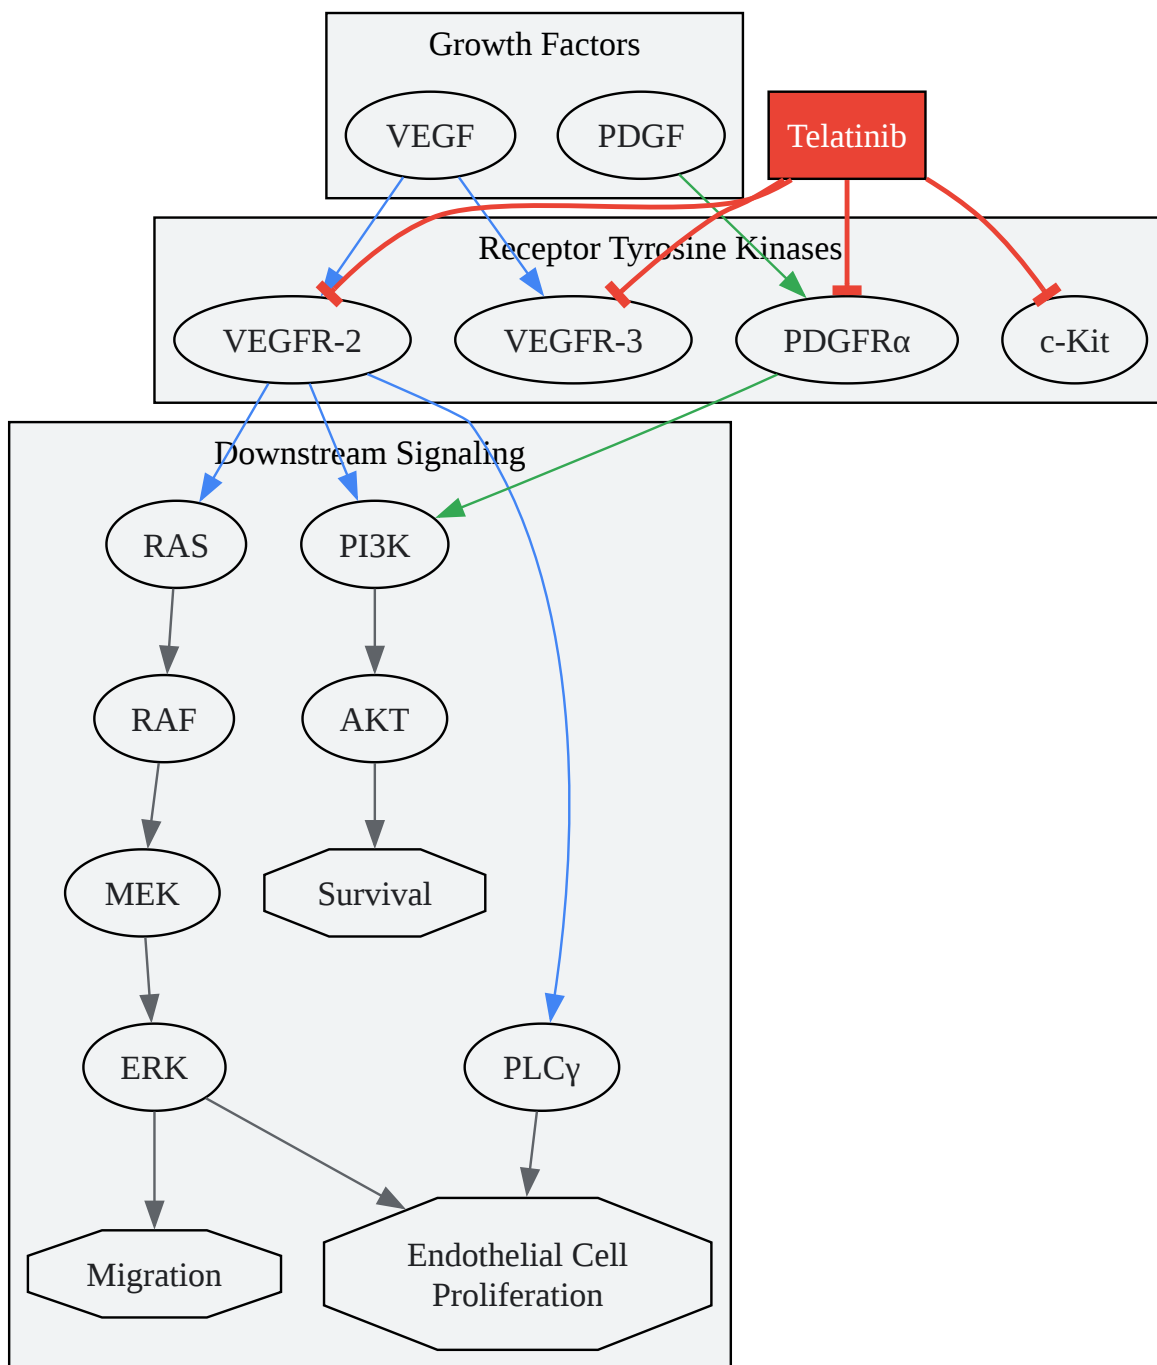 Growth Factors
VEGF
PDGF
Telatinib
Receptor Tyrosine Kinases
VEGFR-2
VEGFR-3
PDGFRα
c-Kit
Downstream Signaling
RAS
PI3K
RAF
AKT
MEK
Survival
ERK
PLCγ
Migration
Endothelial Cell
Proliferation